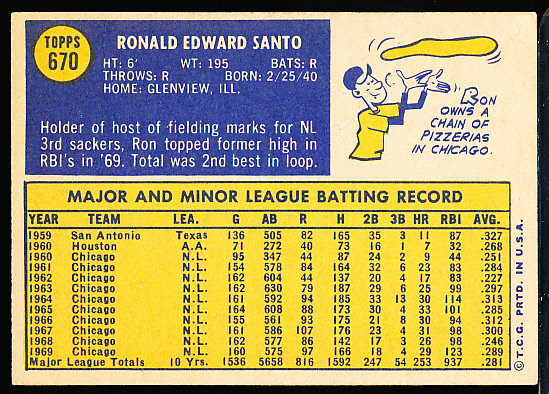 TOPPS
670
RONALD EDWARD SANTO
HT: 6' WT: 195 BATS: R
THROWS: R BORN: 2/25/40
HOME: GLENVIEW, ILL.
Holder of host of fielding marks for NL
3rd sackers, Ron topped former high in
RBI's in '69. Total was 2nd best in loop.
RON
OWNS A
CHAIN OF
PIZZERIAS
IN CHICAGO.
MAJOR AND MINOR LEAGUE BATTING RECORD
YEAR TEAM LEA. G AB R H 2B 3B HR RBI AVG.
1959 San Antonio Texas 136 505 82 165 35 3 11 87 .327
1960 Houston A.A. 71 272 40 73 16 1 7 32 .268
1960 Chicago N.L. 95 347 44 87 24 2 9 44 .251
1961 Chicago N.L. 154 578 84 164 32 6 23 83 .284
1962 Chicago N.L. 162 604 44 137 20 4 17 83 .227
1963 Chicago N.L. 162 630 79 187 29 6 25 99 .297
1964 Chicago N.L. 161 592 94 185 33 13 30 114 .313
1965 Chicago N.L. 164 608 88 173 30 4 33 101 .285
1966 Chicago N.L. 155 561 93 175 21 8 30 94 .312
1967 Chicago N.L. 161 586 107 176 23 4 31 98 .300
1968 Chicago N.L. 162 577 86 142 17 3 26 98 .246
1969 Chicago N.L. 160 575 97 166 18 4 29 123 .289
Major League Totals 10 Yrs. 1536 5658 816 1592 247 54 253 937 .281
© T.C.G. PRTD. IN U.S.A.